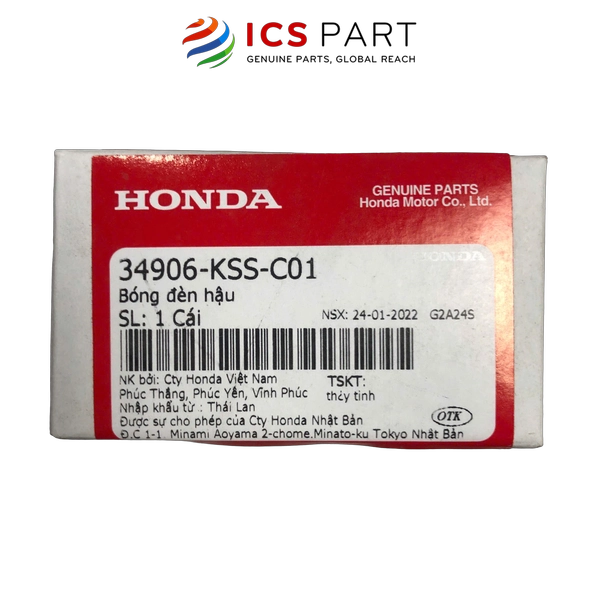 ICS PART
GENUINE PARTS, GLOBAL REACH
HONDA
GENUINE PARTS
Honda Motor Co., Ltd.
HONDA
34906-KSS-C01
Bóng đèn hậu
SL: 1 Cái
NSX: 24-01-2022 G2A24S
NK bởi: Cty Honda Việt Nam
Phúc Thắng, Phúc Yên, Vĩnh Phúc
Nhập khẩu từ : Thái Lan
TSKT:
thủy tinh
Được sự cho phép của Cty Honda Nhật Bản
Đ.C 1-1 Minami Aoyama 2-chome,Minato-ku Tokyo Nhật Bản
OTK